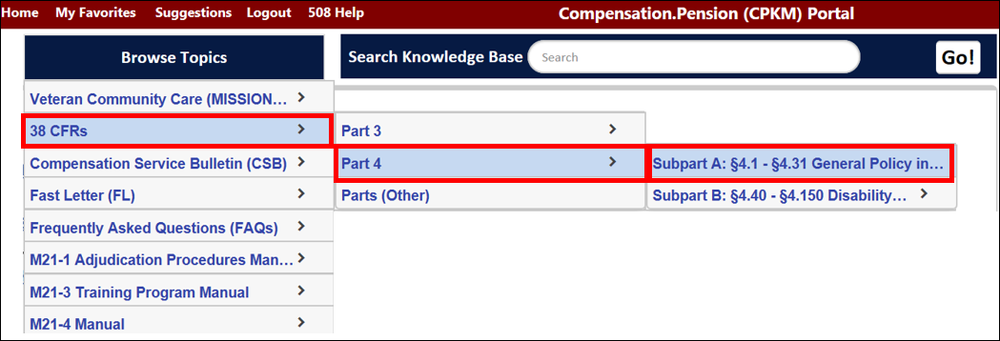 Home My Favorites Suggestions Logout 508 Help Compensation.Pension (CPKM) Portal
Browse Topics
Search Knowledge Base Search Go!
Veteran Community Care (MISSION...
38 CFRs
Part 3
Compensation Service Bulletin (CSB)
Part 4
Subpart A: §4.1 - §4.31 General Policy in...
Fast Letter (FL)
Parts (Other)
Subpart B: §4.40 - §4.150 Disability...
Frequently Asked Questions (FAQs)
M21-1 Adjudication Procedures Man...
M21-3 Training Program Manual
M21-4 Manual